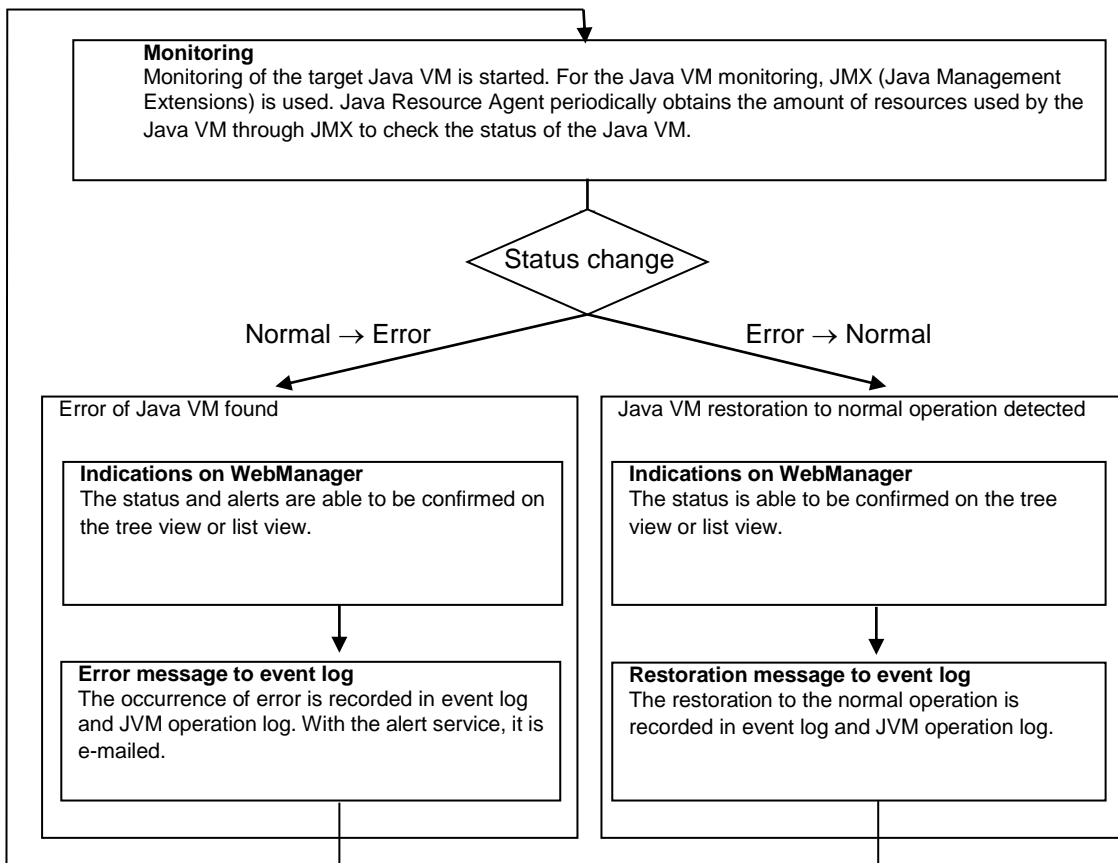 Monitoring
Monitoring of the target Java VM is started. For the Java VM monitoring, JMX (Java Management
Extensions) is used. Java Resource Agent periodically obtains the amount of resources used by the
Java VM through JMX to check the status of the Java VM.
Status change
Normal → Error
Error → Normal
Error of Java VM found
Indications on WebManager
The status and alerts are able to be confirmed on
the tree view or list view.
Error message to event log
The occurrence of error is recorded in event log
and JVM operation log. With the alert service, it is
e-mailed.
Java VM restoration to normal operation detected
Indications on WebManager
The status is able to be confirmed on the tree
view or list view.
Restoration message to event log
The restoration to the normal operation is
recorded in event log and JVM operation log.